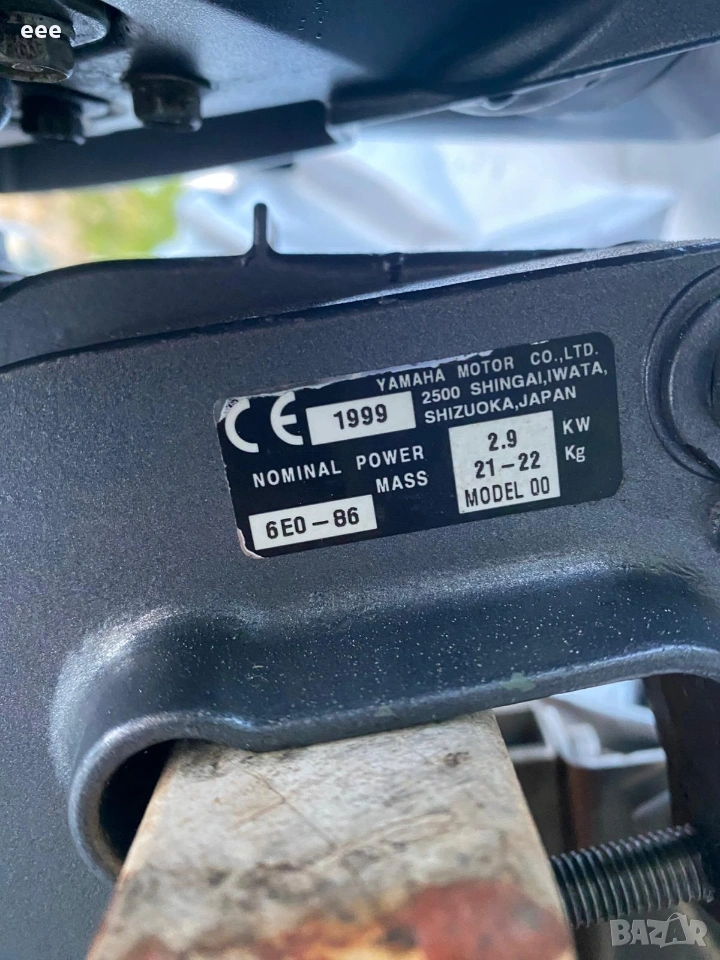 eee
YAMAHA MOTOR CO.,LTD.
CE 1999 2500 SHINGAI,IWATA,
SHIZUOKA,JAPAN
NOMINAL POWER 2.9 KW
MASS 21-22 Kg
6E0-86 MODEL 00
BAZAR